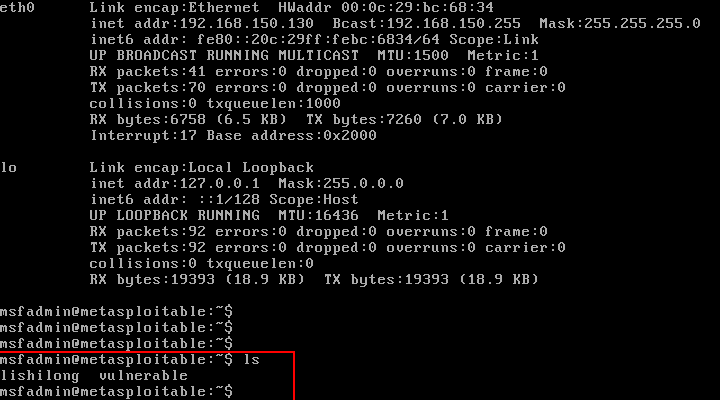 eth0      Link encap:Ethernet  HWaddr 00:0c:29:bc:68:34
inet addr:192.168.150.130  Bcast:192.168.150.255  Mask:255.255.255.0
inet6 addr: fe80::20c:29ff:febc:6834/64 Scope:Link
UP BROADCAST RUNNING MULTICAST  MTU:1500  Metric:1
RX packets:41 errors:0 dropped:0 overruns:0 frame:0
TX packets:70 errors:0 dropped:0 overruns:0 carrier:0
collisions:0 txqueuelen:1000
RX bytes:6758 (6.5 KB)  TX bytes:7260 (7.0 KB)
Interrupt:17 Base address:0x2000
lo        Link encap:Local Loopback
inet addr:127.0.0.1  Mask:255.0.0.0
inet6 addr: ::1/128 Scope:Host
UP LOOPBACK RUNNING  MTU:16436  Metric:1
RX packets:92 errors:0 dropped:0 overruns:0 frame:0
TX packets:92 errors:0 dropped:0 overruns:0 carrier:0
collisions:0 txqueuelen:0
RX bytes:19393 (18.9 KB)  TX bytes:19393 (18.9 KB)
msfadmin@metasploitable:~$
msfadmin@metasploitable:~$
msfadmin@metasploitable:~$
msfadmin@metasploitable:~$ ls
lishilong  vulnerable
msfadmin@metasploitable:~$